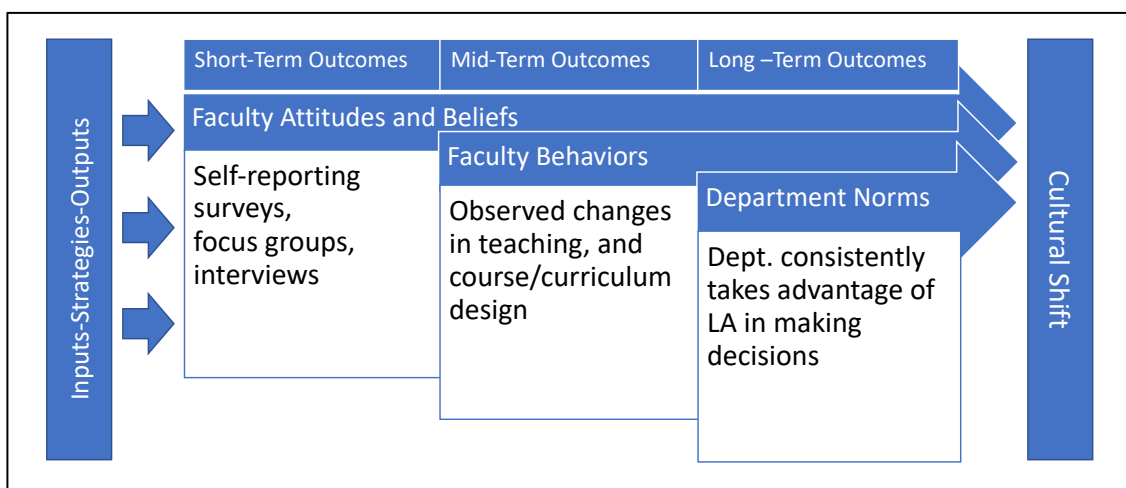 Inputs-Strategies-Outputs
Short-Term Outcomes
Mid-Term Outcomes
Long –Term Outcomes
Faculty Attitudes and Beliefs
Self-reporting
surveys,
focus groups,
interviews
Faculty Behaviors
Observed changes
in teaching, and
course/curriculum
design
Department Norms
Dept. consistently
takes advantage of
LA in making
decisions
Cultural Shift